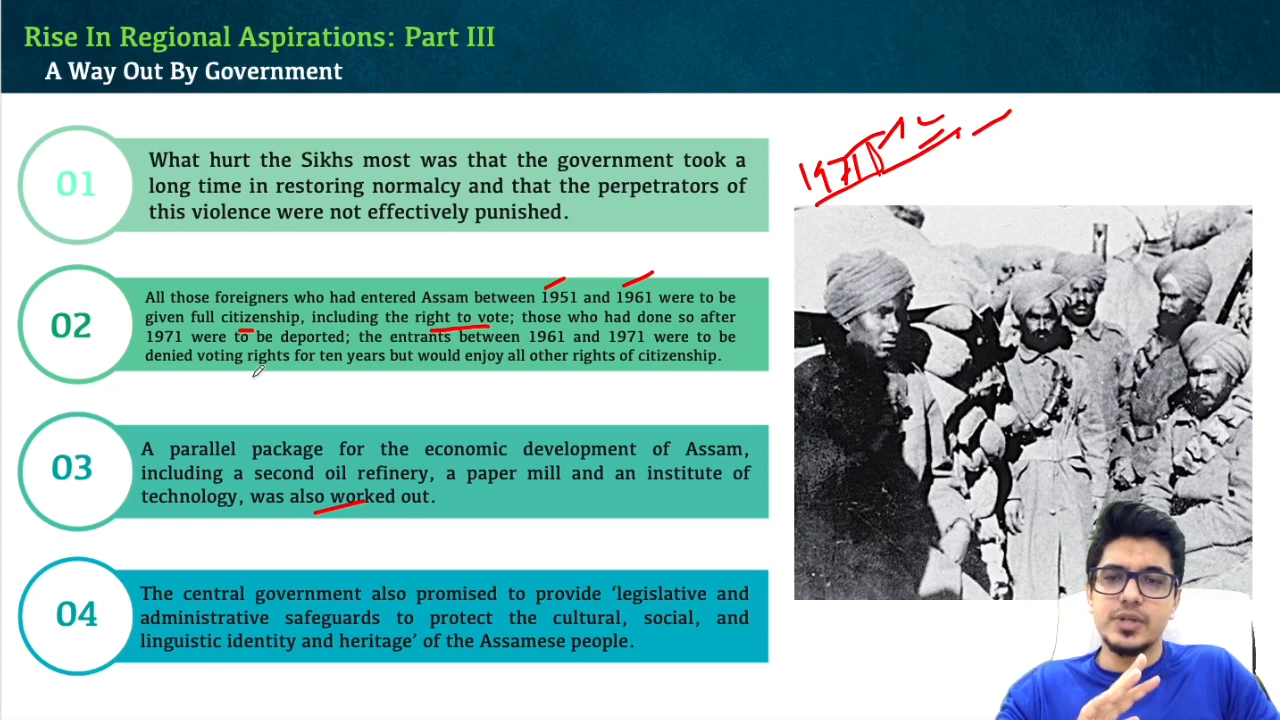 Rise In Regional Aspirations: Part III
A Way Out By Government
1971
01
What hurt the Sikhs most was that the government took a
long time in restoring normalcy and that the perpetrators of
this violence were not effectively punished.
02
All those foreigners who had entered Assam between 1951 and 1961 were to be
given full citizenship, including the right to vote; those who had done so after
1971 were to be deported; the entrants between 1961 and 1971 were to be
denied voting rights for ten years but would enjoy all other rights of citizenship.
03
A parallel package for the economic development of Assam,
including a second oil refinery, a paper mill and an institute of
technology, was also worked out.
04
The central government also promised to provide ‘legislative and
administrative safeguards to protect the cultural, social, and
linguistic identity and heritage’ of the Assamese people.